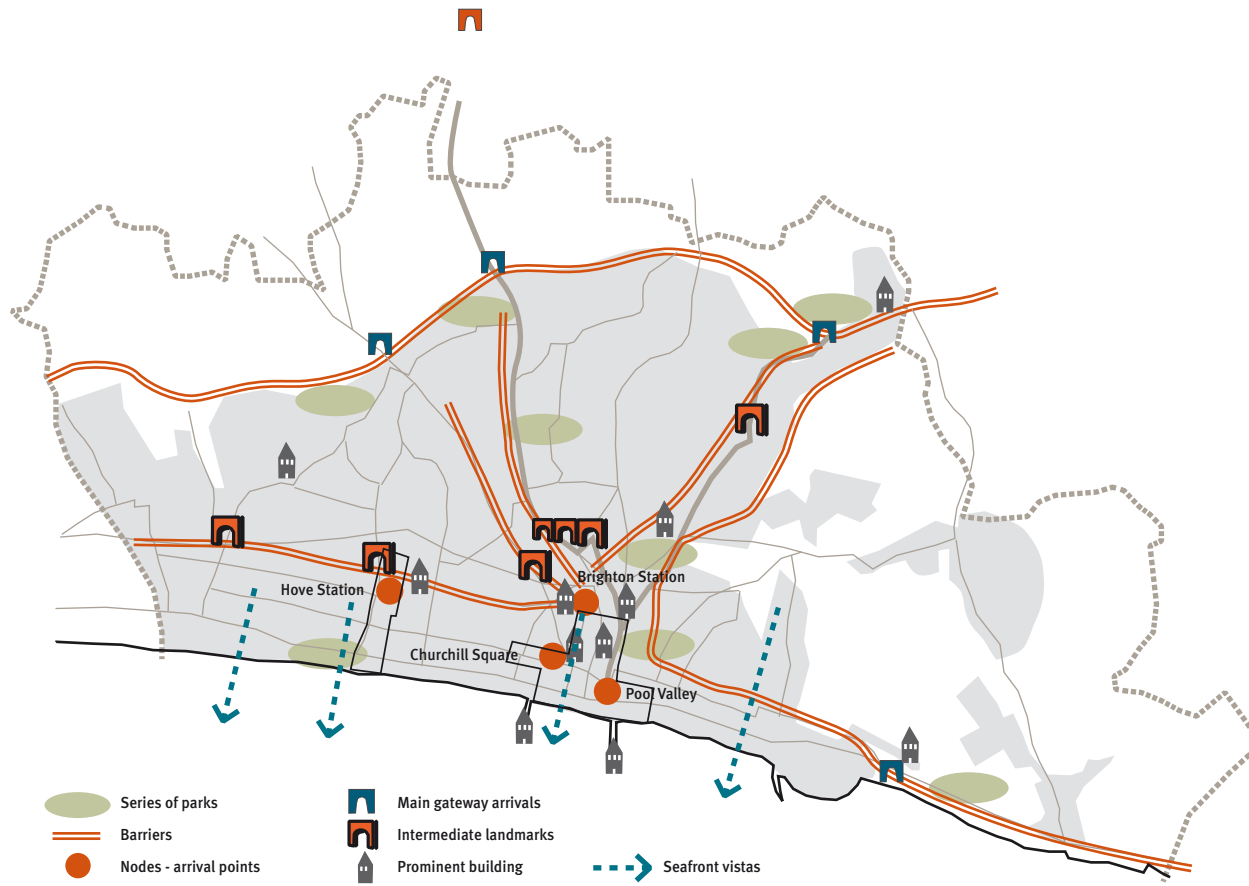 Brighton Station
Hove Station
Churchill Square
Pool Valley
Series of parks
Main gateway arrivals
Barriers
Intermediate landmarks
Nodes - arrival points
Prominent building
Seafront vistas